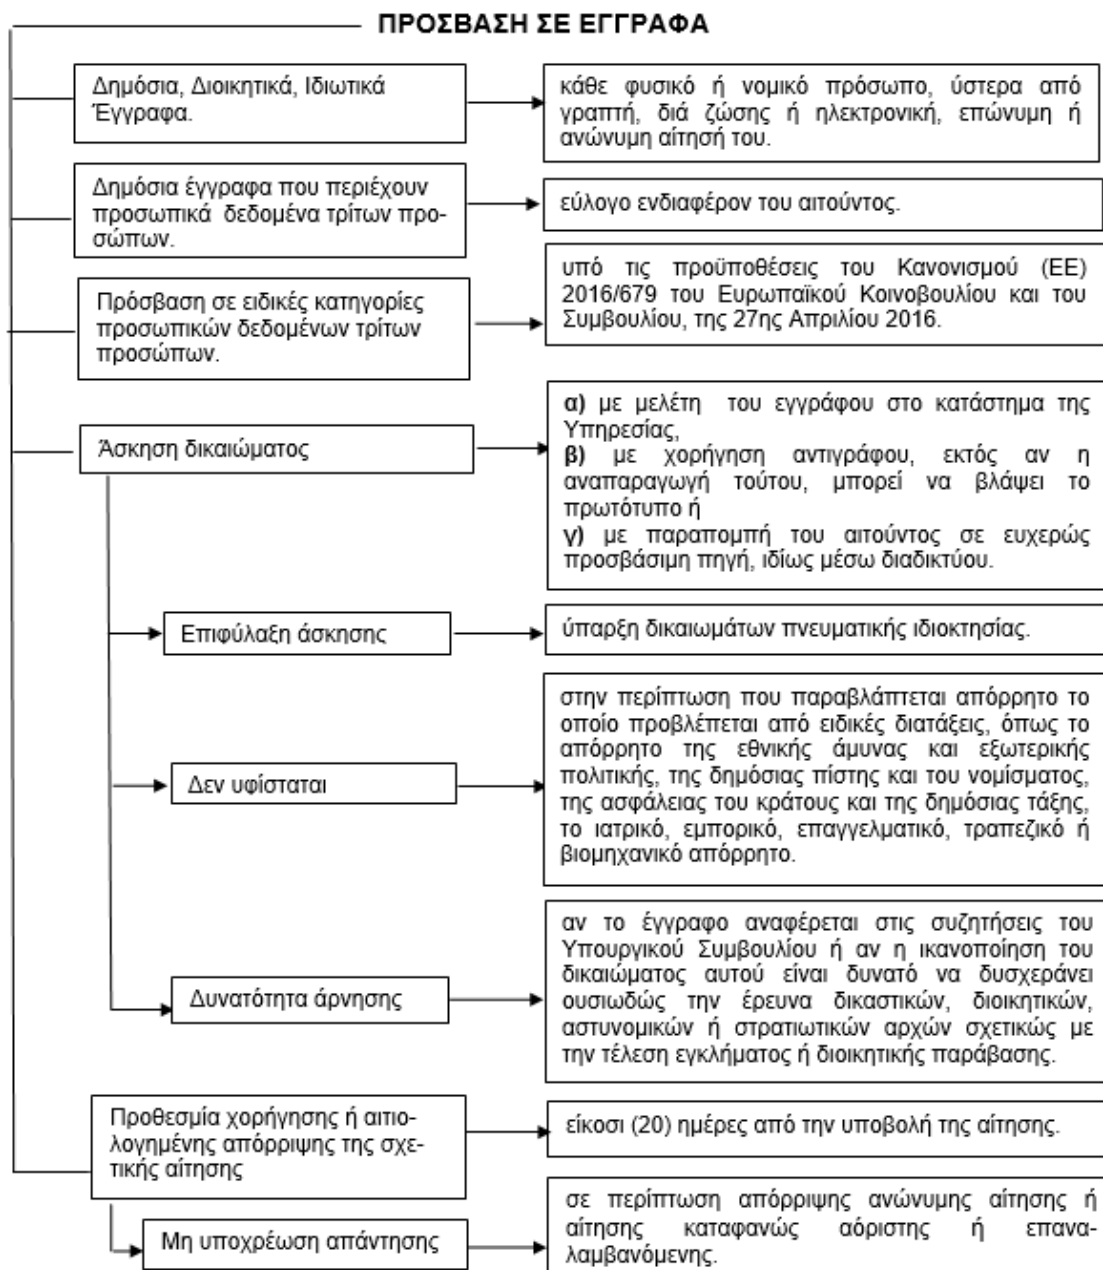 ΠΡΟΣΒΑΣΗ ΣΕ ΕΓΓΡΑΦΑ
Δημόσια, Διοικητικά, Ιδιωτικά
Έγγραφα.
κάθε φυσικό ή νομικό πρόσωπο, ύστερα από
γραπτή, διά ζώσης ή ηλεκτρονική, επώνυμη ή
ανώνυμη αίτησή του.
Δημόσια έγγραφα που περιέχουν
προσωπικά δεδομένα τρίτων προ-
σώπων.
εύλογο ενδιαφέρον του αιτούντος.
Πρόσβαση σε ειδικές κατηγορίες
προσωπικών δεδομένων τρίτων
προσώπων.
υπό τις προϋποθέσεις του Κανονισμού (ΕΕ)
2016/679 του Ευρωπαϊκού Κοινοβουλίου και του
Συμβουλίου, της 27ης Απριλίου 2016.
Άσκηση δικαιώματος
α) με μελέτη του εγγράφου στο κατάστημα της
Υπηρεσίας,
β) με χορήγηση αντιγράφου, εκτός αν η
αναπαραγωγή τούτου, μπορεί να βλάψει το
πρωτότυπο ή
γ) με παραπομπή του αιτούντος σε ευχερώς
προσβάσιμη πηγή, ιδίως μέσω διαδικτύου.
Επιφύλαξη άσκησης
ύπαρξη δικαιωμάτων πνευματικής ιδιοκτησίας.
Δεν υφίσταται
στην περίπτωση που παραβλάπτεται απόρρητο το
οποίο προβλέπεται από ειδικές διατάξεις, όπως το
απόρρητο της εθνικής άμυνας και εξωτερικής
πολιτικής, της δημόσιας πίστης και του νομίσματος,
της ασφάλειας του κράτους και της δημόσιας τάξης,
το ιατρικό, εμπορικό, επαγγελματικό, τραπεζικό ή
βιομηχανικό απόρρητο.
Δυνατότητα άρνησης
αν το έγγραφο αναφέρεται στις συζητήσεις του
Υπουργικού Συμβουλίου ή αν η ικανοποίηση του
δικαιώματος αυτού είναι δυνατό να δυσχεράνει
ουσιωδώς την έρευνα δικαστικών, διοικητικών,
αστυνομικών ή στρατιωτικών αρχών σχετικώς με
την τέλεση εγκλήματος ή διοικητικής παράβασης.
Προθεσμία χορήγησης ή αιτιο-
λογημένης απόρριψης της σχε-
τικής αίτησης
είκοσι (20) ημέρες από την υποβολή της αίτησης.
Μη υποχρέωση απάντησης
σε περίπτωση απόρριψης ανώνυμης αίτησης ή
αίτησης καταφανώς αόριστης ή επανα-
λαμβανόμενης.